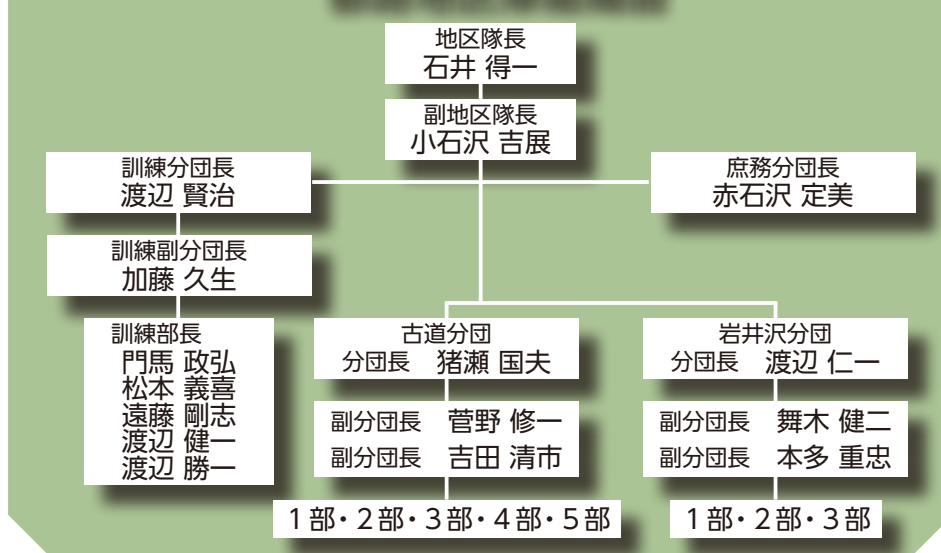 地区隊長
石井 得一
副地区隊長
小石沢 吉展
訓練分団長
渡辺 賢治
庶務分団長
赤石沢 定美
訓練副分団長
加藤 久生
訓練部長
門馬 政弘
松本 義喜
遠藤 剛志
渡辺 健一
渡辺 勝一
古道分団
分団長 猪瀬 国夫
副分団長 菅野 修一
副分団長 吉田 清市
1部・2部・3部・4部・5部
岩井沢分団
分団長 渡辺 仁一
副分団長 舞木 健二
副分団長 本多 重忠
1部・2部・3部